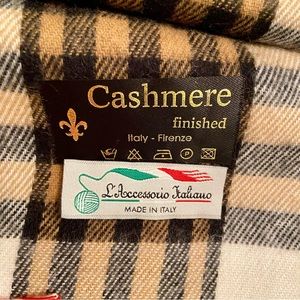 Cashmere
finished
Italy - Firenze
L'Accessorio Italiano
MADE IN ITALY